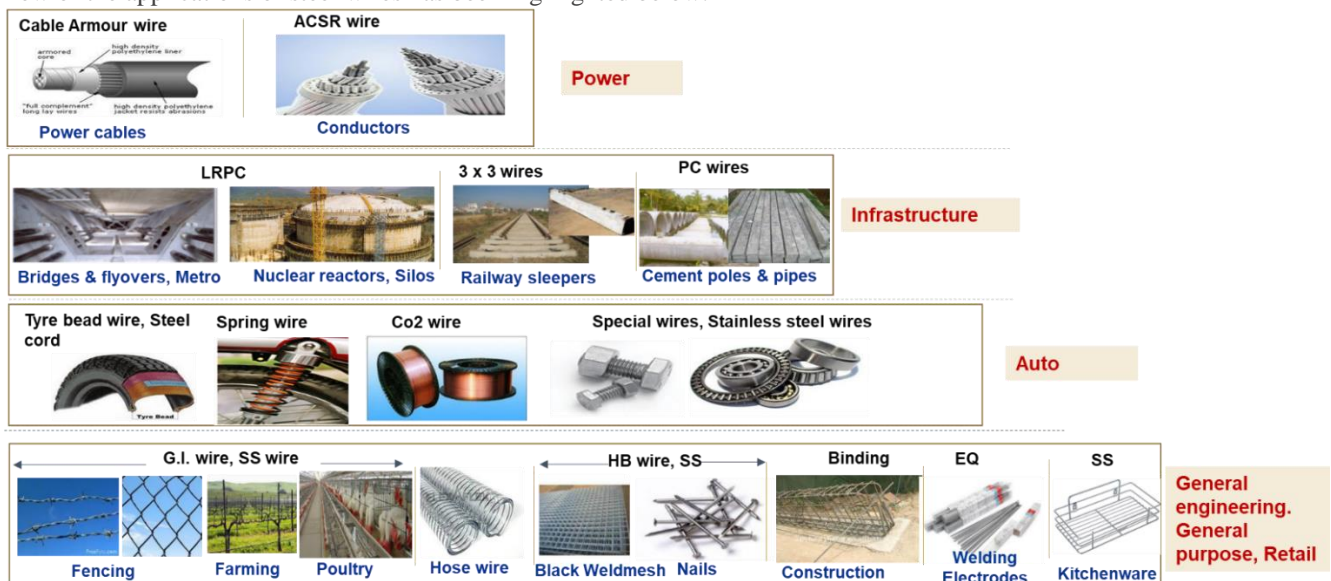 Cable Armour wire
ACSR wire
armored
core
high density
polyethylene liner
"full complement"
long lay wires
high density polyethylene
jacket resists abrasions
Power cables
Conductors
Power
LRPC
3 x 3 wires
PC wires
Bridges & flyovers, Metro
Nuclear reactors, Silos
Railway sleepers
Cement poles & pipes
Infrastructure
Tyre bead wire, Steel
cord
Spring wire
Co2 wire
Special wires, Stainless steel wires
Tyre Bead
Auto
G.I. wire, SS wire
HB wire, SS
Binding
EQ
SS
Fencing
Farming
Poultry
Hose wire
Black Weldmesh
Nails
Construction
Welding
Electrodes
Kitchenware
General
engineering.
General
purpose, Retail